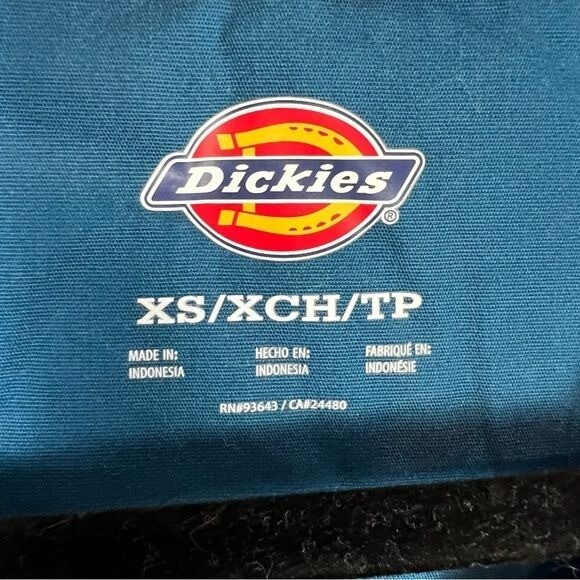 Dickies®
XS/XCH/TP
MADE IN: HECHO EN: FABRIQUÉ EN:
INDONESIA INDONESIA INDONÉSIE
RN#93643 / CA#24480